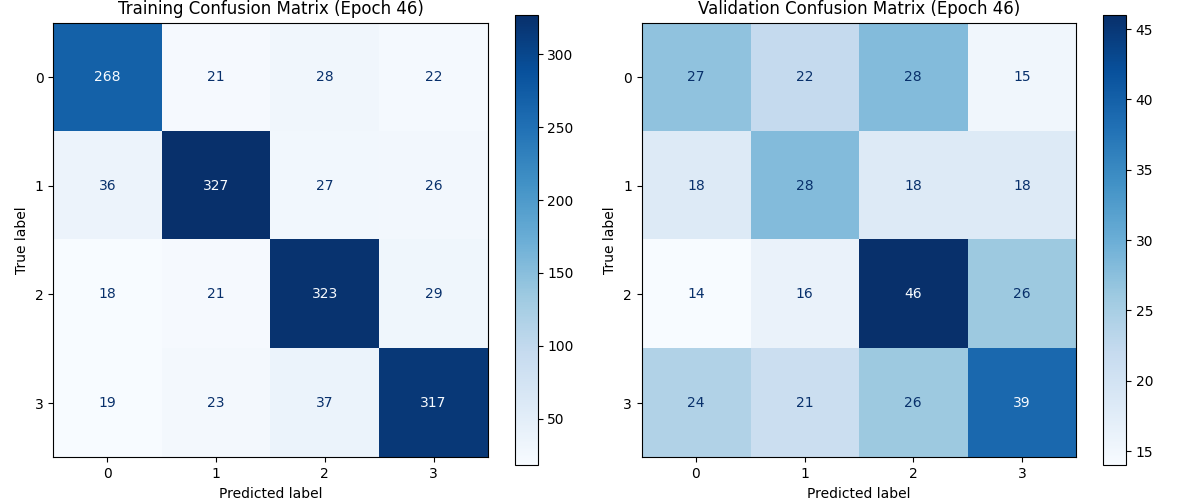 Training Confusion Matrix (Epoch 46)
True label
0 268 21 28 22
1 36 327 27 26
2 18 21 323 29
3 19 23 37 317
0 1 2 3
Predicted label
300
250
200
150
100
50
Validation Confusion Matrix (Epoch 46)
True label
0 27 22 28 15
1 18 28 18 18
2 14 16 46 26
3 24 21 26 39
0 1 2 3
Predicted label
45
40
35
30
25
20
15